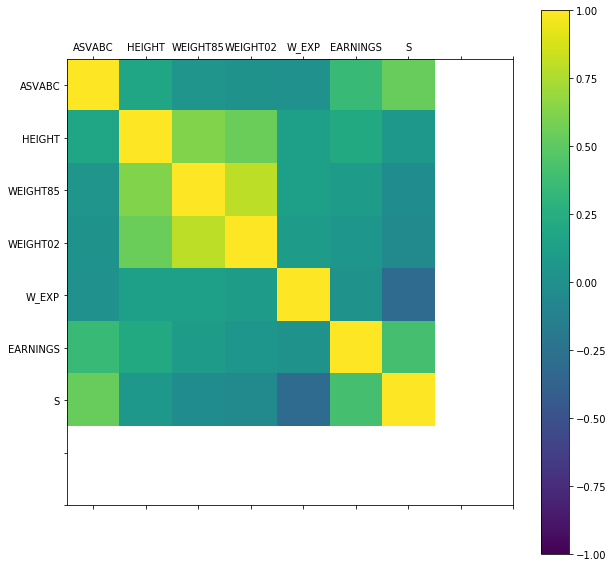 ASVABC HEIGHT WEIGHT85 WEIGHT02 W_EXP EARNINGS S
ASVABC
HEIGHT
WEIGHT85
WEIGHT02
W_EXP
EARNINGS
S
1.00
0.75
0.50
0.25
0.00
−0.25
−0.50
−0.75
−1.00